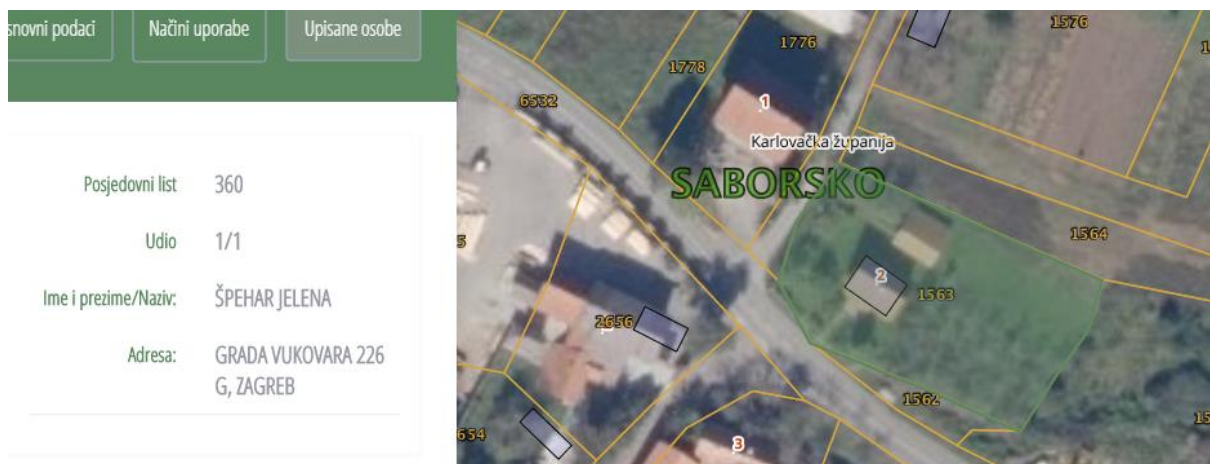 snovni podaci
Načini uporabe
Upisane osobe
Posjedovni list 360
Udio 1/1
Ime i prezime/Naziv: ŠPEHAR JELENA
Adresa: GRADA VUKOVARA 226
G, ZAGREB
1576
1776
1778
6532
1
Karlovačka županija
SABORSKO
1564
2
1563
2656
1562
654
3